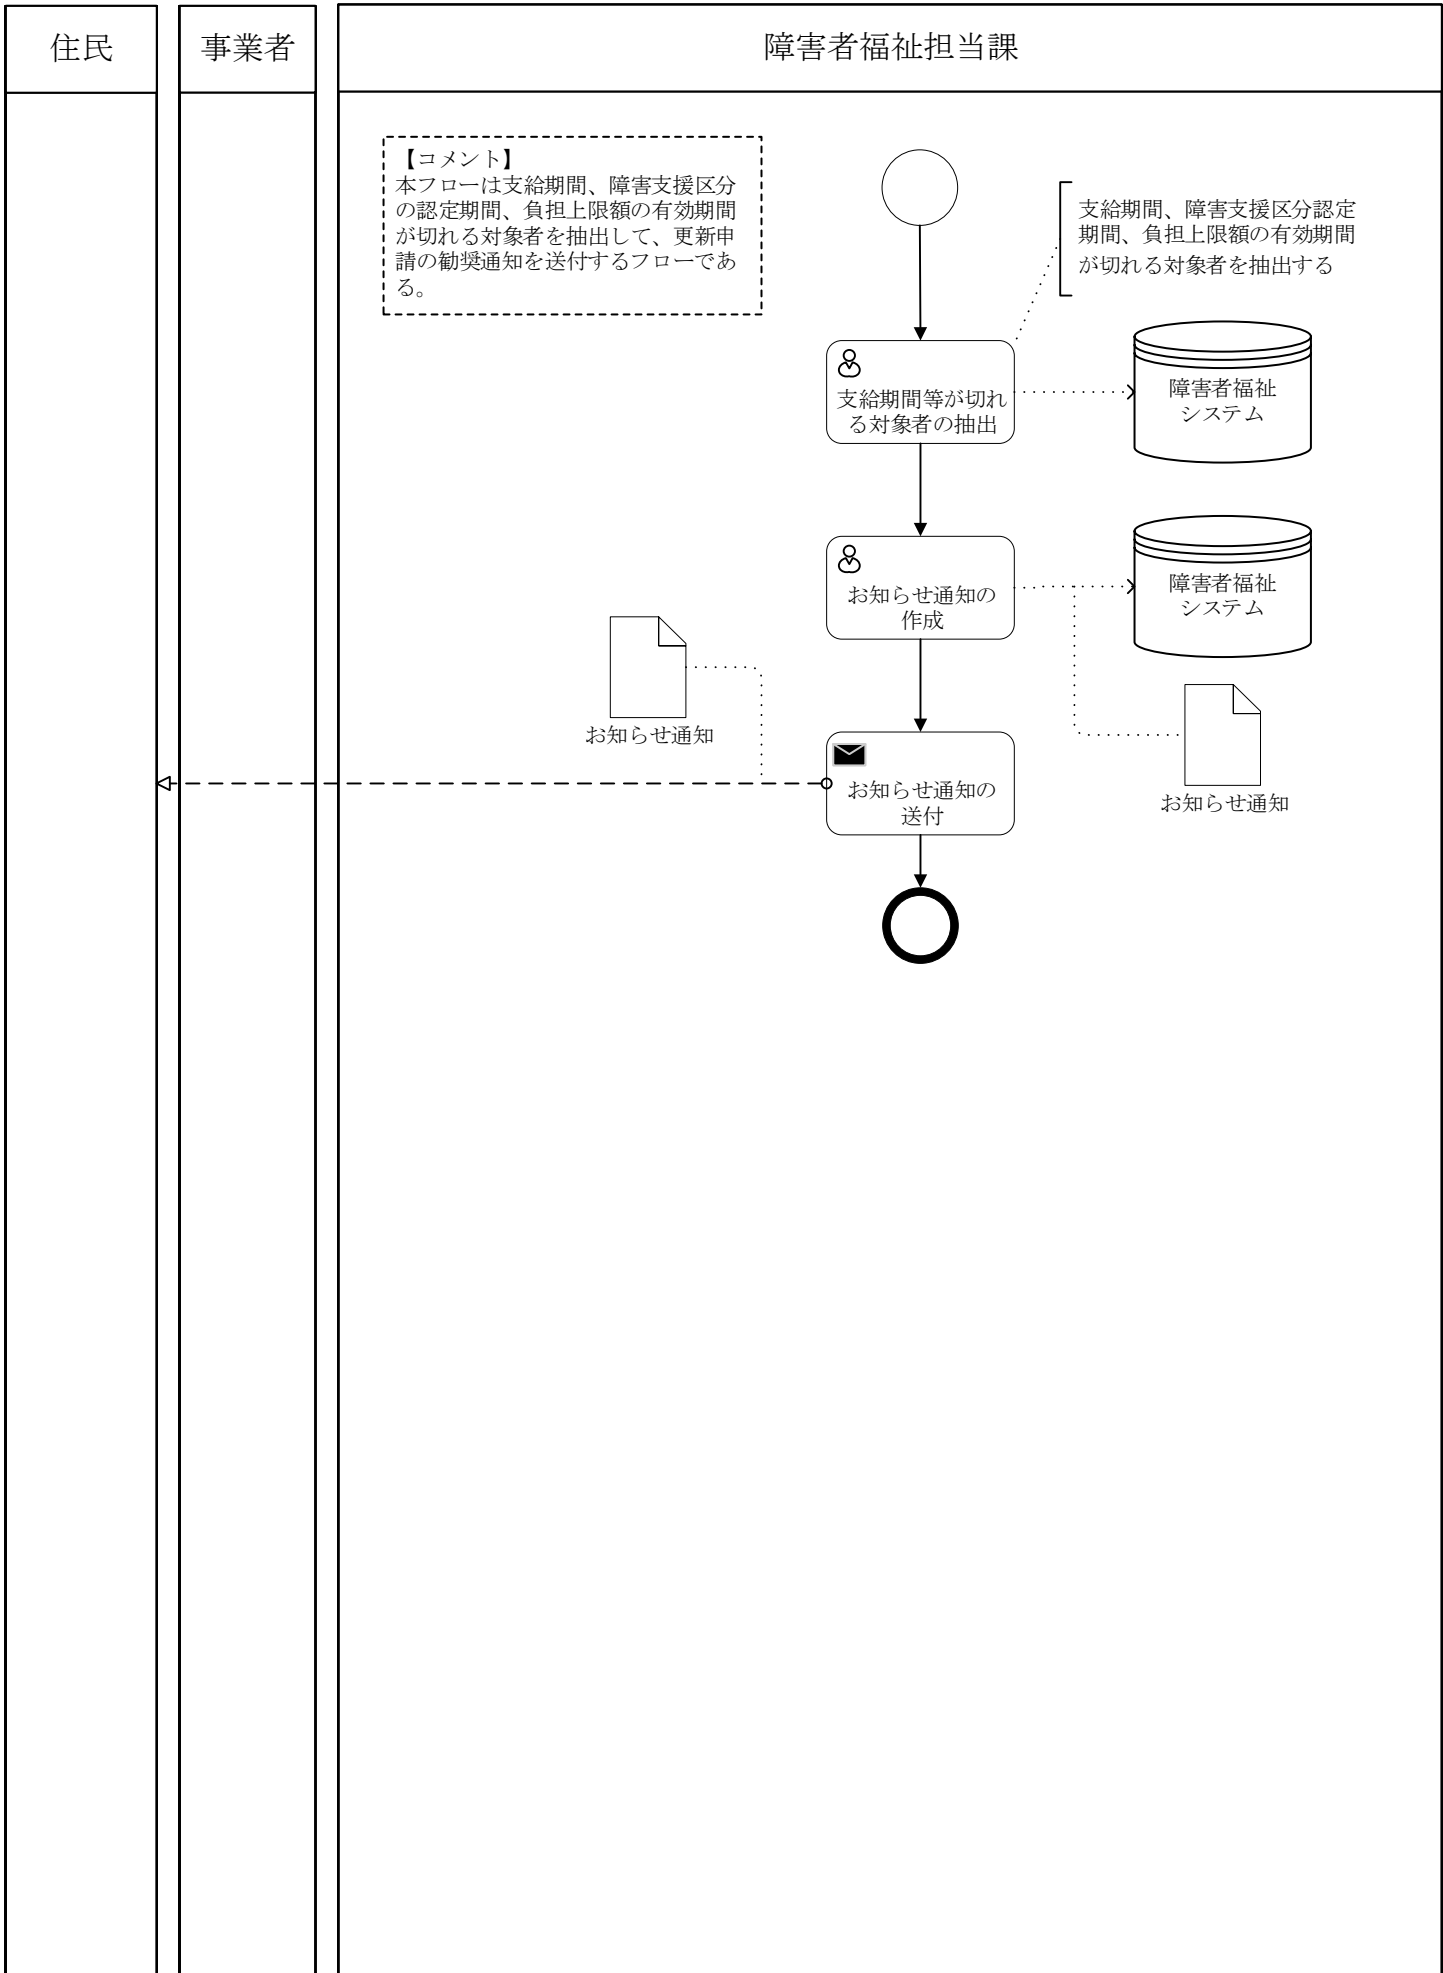 住民
事業者
障害者福祉担当課
【コメント】
本フローは支給期間、障害支援区分
の認定期間、負担上限額の有効期間
が切れる対象者を抽出して、更新申
請の勧奨通知を送付するフローであ
る。
支給期間、障害支援区分認定
期間、負担上限額の有効期間
が切れる対象者を抽出する
支給期間等が切れ
る対象者の抽出
障害者福祉
システム
お知らせ通知の
作成
障害者福祉
システム
お知らせ通知
お知らせ通知の
送付
お知らせ通知